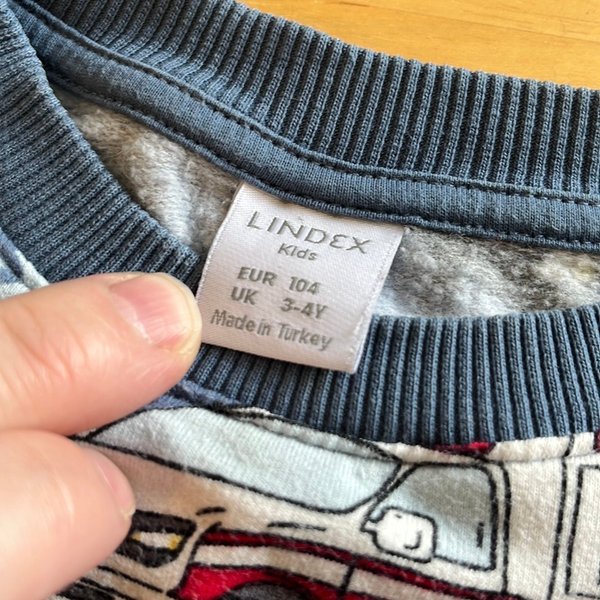 LINDEX
Kids
EUR 104
UK 3-4Y
Made in Turkey